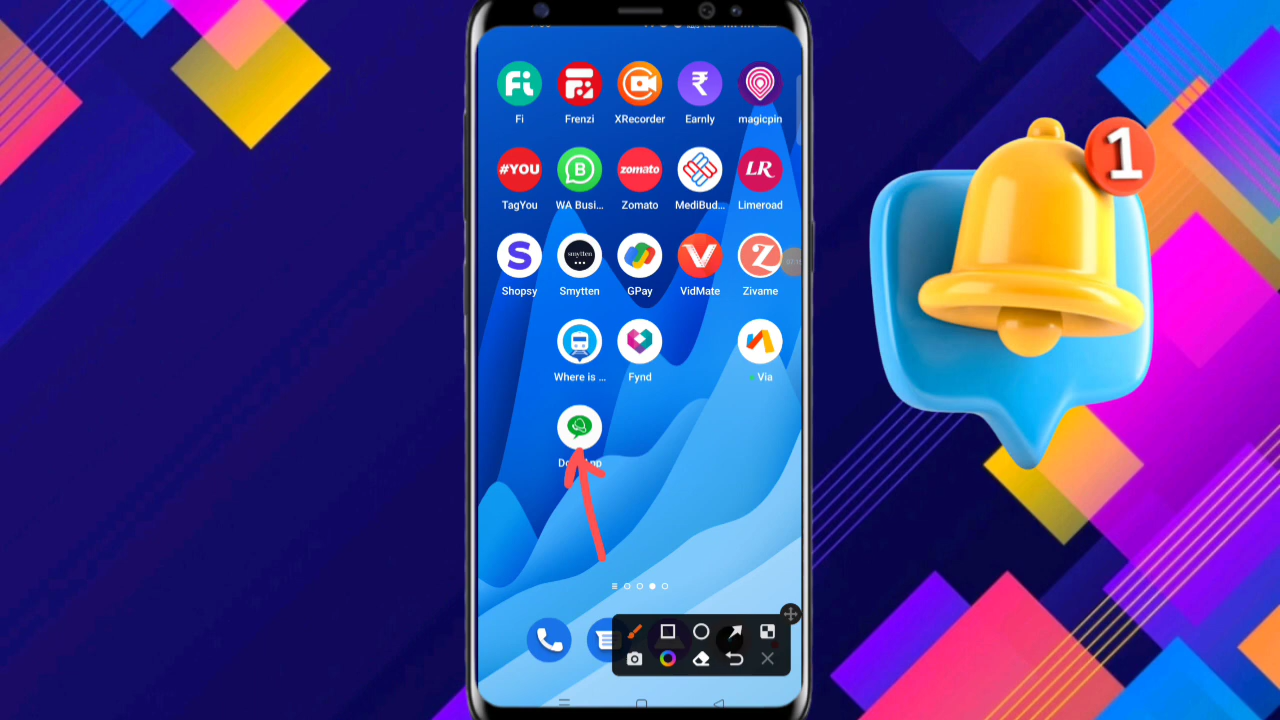 Fi
Fi Frenzi XRecorder Earnly magicpin
#YOU B zomato LR
TagYou WA Busi... Zomato MediBud... Limeroad
S smytten V Z
Shopsy Smytten GPay VidMate Zivame
Where is ... Fynd Via
1